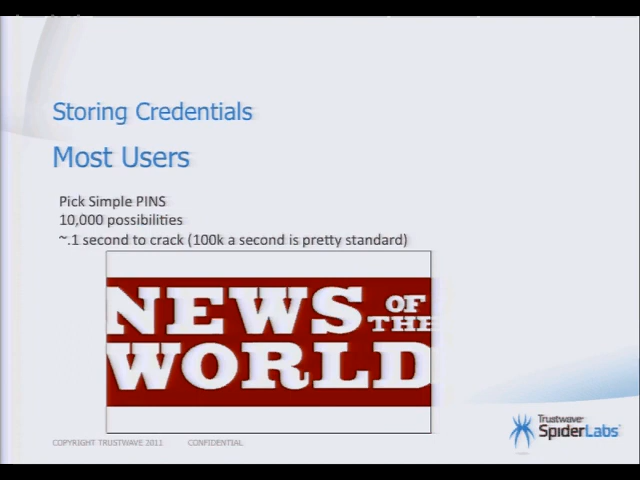 Storing Credentials
Most Users
Pick Simple PINS
10,000 possibilities
~.1 second to crack (100k a second is pretty standard)
NEWS OF THE
WORLD
Trustwave
SpiderLabs
COPYRIGHT TRUSTWAVE 2011 CONFIDENTIAL